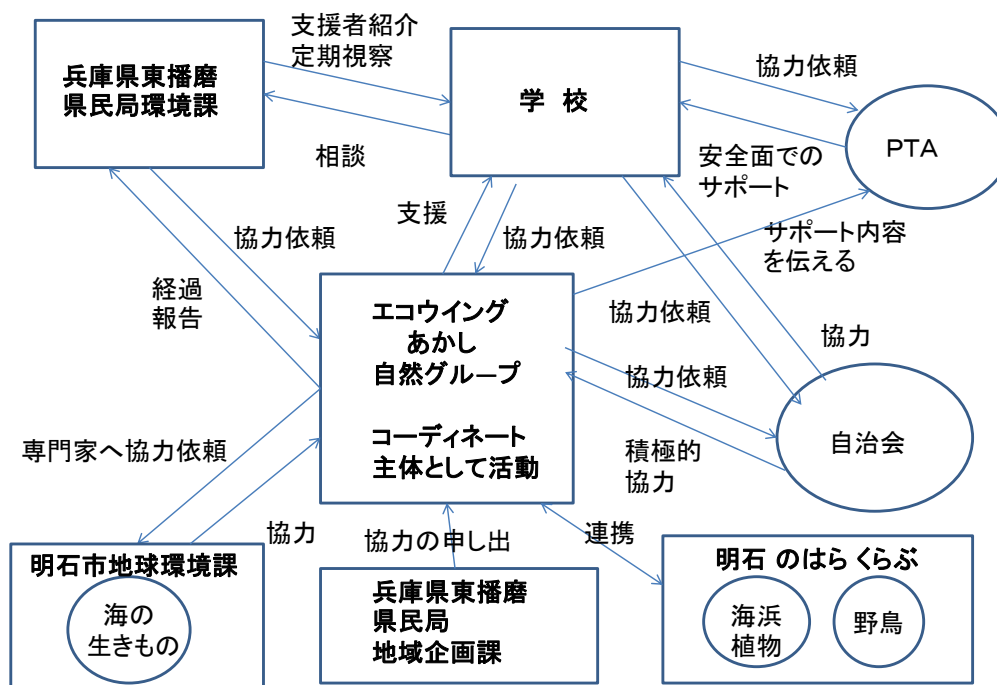 支援者紹介
定期視察
兵庫県東播磨
県民局環境課
学 校
協力依頼
PTA
相談
安全面での
サポート
支援
協力依頼
協力依頼
サポート内容
を伝える
経過
報告
エコウイング
あかし
自然グループ
コーディネート
主体として活動
協力依頼
協力
協力依頼
自治会
積極的
協力
専門家へ協力依頼
協力
協力の申し出
連携
明石市地球環境課
海の
生きもの
兵庫県東播磨
県民局
地域企画課
明石 のはら くらぶ
海浜
植物
野鳥